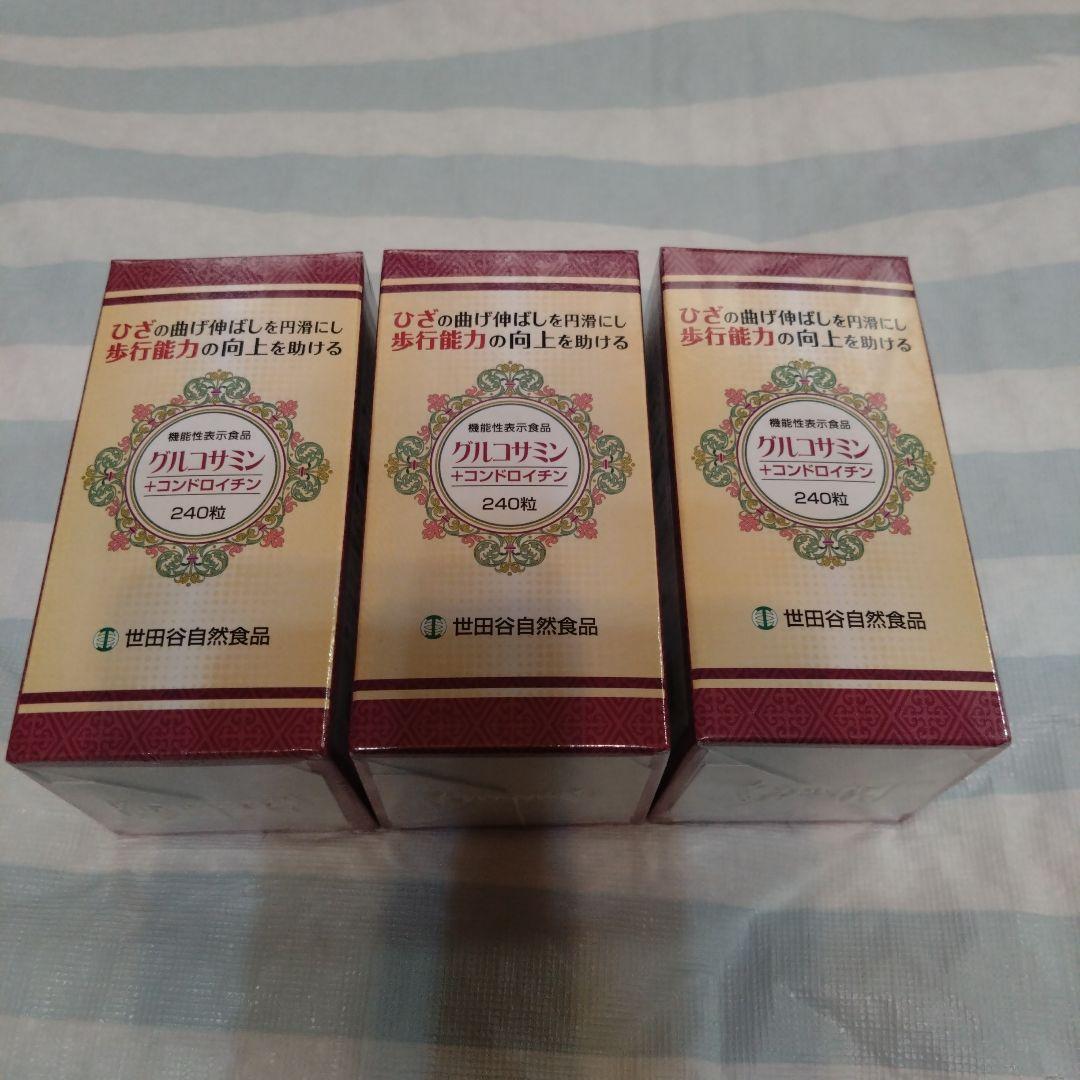 ひざの曲げ伸ばしを円滑にし
歩行能力の向上を助ける
機能性表示食品
グルコサミン
+コンドロイチン
240粒
世田谷自然食品
ひざの曲げ伸ばしを円滑にし
歩行能力の向上を助ける
機能性表示食品
グルコサミン
+コンドロイチン
240粒
世田谷自然食品
ひざの曲げ伸ばしを円滑にし
歩行能力の向上を助ける
機能性表示食品
グルコサミン
+コンドロイチン
240粒
世田谷自然食品